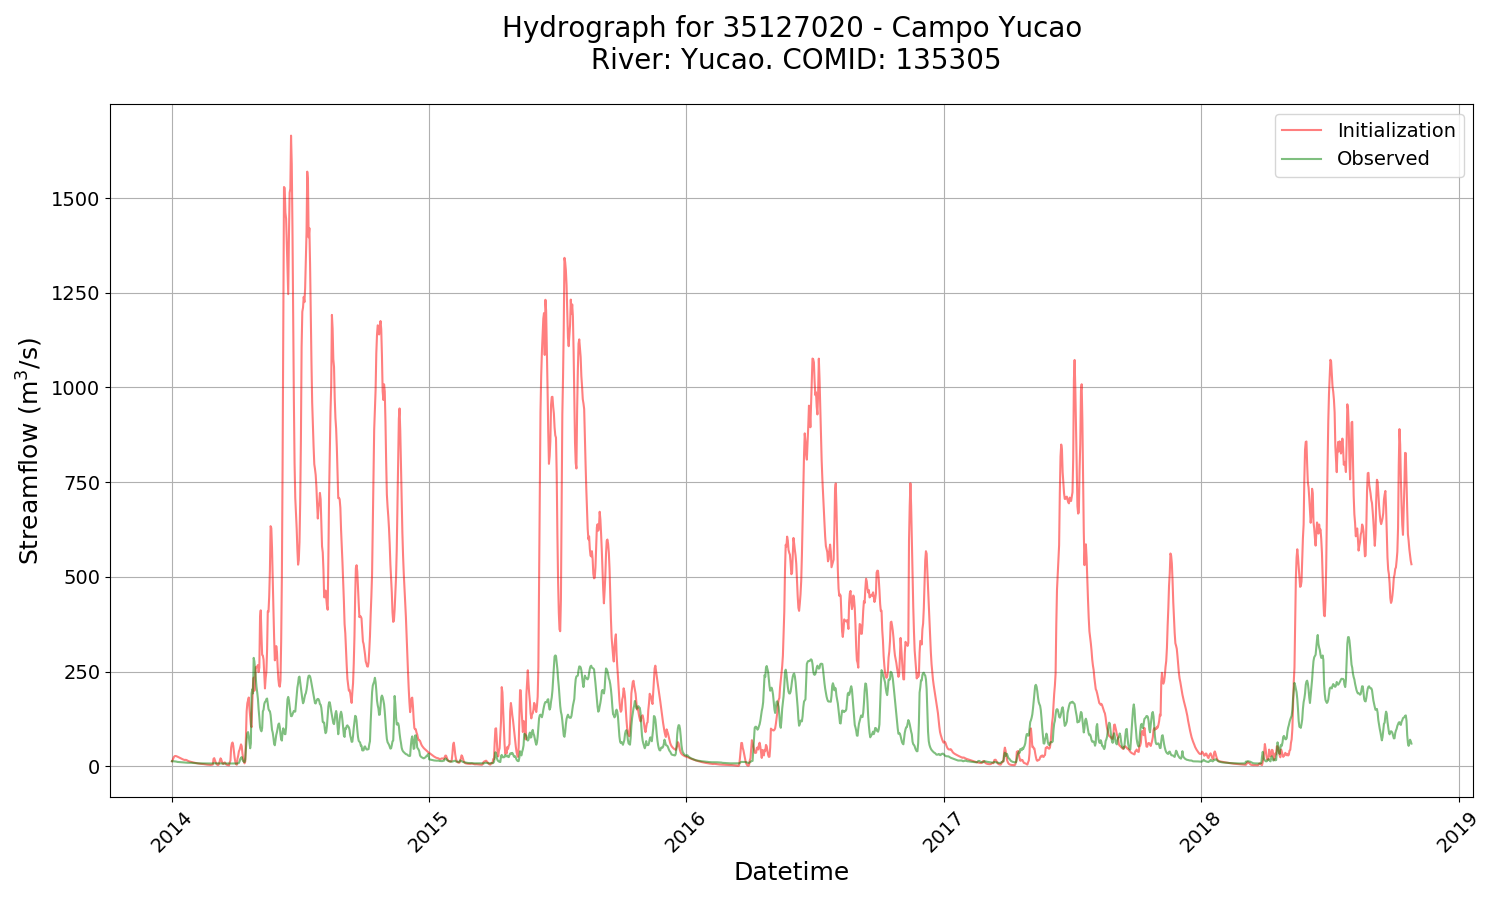 Hydrograph for 35127020 - Campo Yucao
River: Yucao. COMID: 135305
Initialization
Observed
Streamflow (m³/s)
1500
1250
1000
750
500
250
0
2014
2015
2016
2017
2018
2019
Datetime